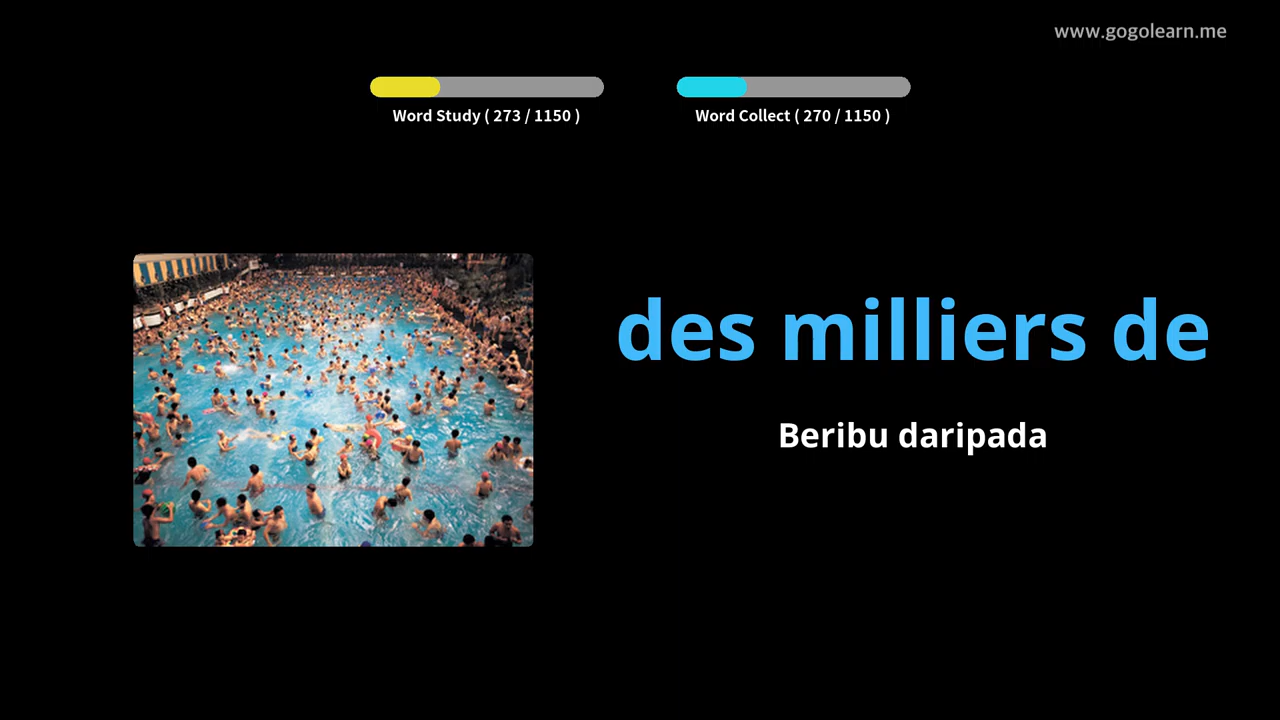 www.gogolearn.me
Word Study ( 273 / 1150 )
Word Collect ( 270 / 1150 )
des milliers de
Beribu daripada